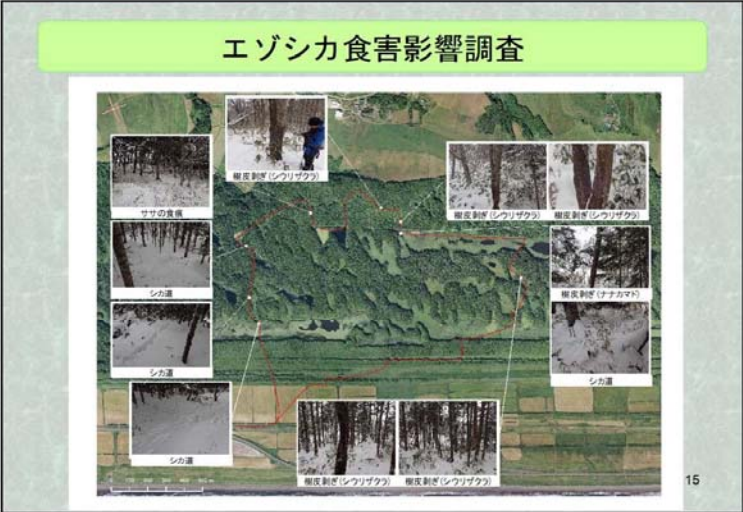 エゾシカ食害影響調査
樹皮剥ぎ(シウリザクラ)
ササの食痕
樹皮剥ぎ(シウリザクラ)
樹皮剥ぎ(シウリザクラ)
シカ道
樹皮剥ぎ(ナナカマド)
シカ道
シカ道
シカ道
樹皮剥ぎ(シウリザクラ)
樹皮剥ぎ(シウリザクラ)
15